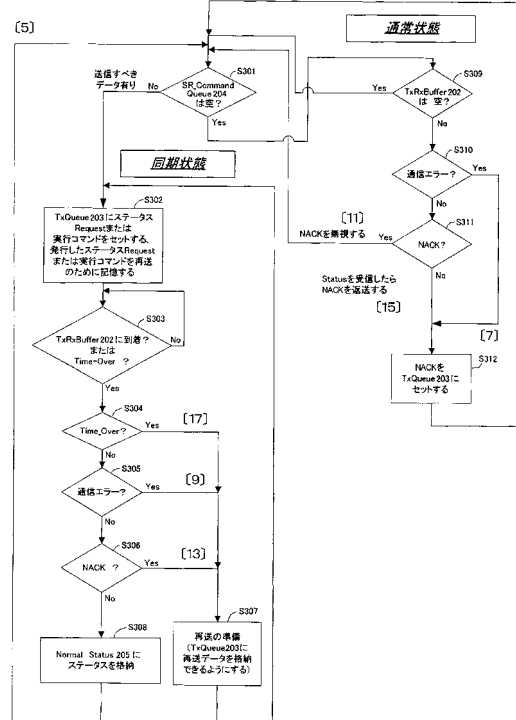 [5]
通常状態
送信すべき
データ有り
No
S301
SR_Command
Queue 204
は空?
Yes
S309
TxRxBuffer 202
は 空?
Yes
No
同期状態
S310
通信エラー?
Yes
No
S302
TxQueue 203 にステータス
Requestまたは
実行コマンドをセットする、
発行したステータスRequest
または実行コマンドを再送
のために記憶する
[11]
NACKを無視する
Yes
S311
NACK?
No
Statusを受信したら
NACKを返送する
[15]
[7]
S303
TxRxBuffer 202 に到着?
または
Time-Over ?
No
Yes
S312
NACKを
TxQueue 203 に
セットする
S304
Time_Over?
Yes
[17]
No
S305
通信エラー?
Yes
[9]
No
S306
NACK ?
Yes
[13]
No
S308
Normal Status 205 に
ステータスを格納
S307
再送の準備
(TxQueue203に
再送データを格納
できるようにする)